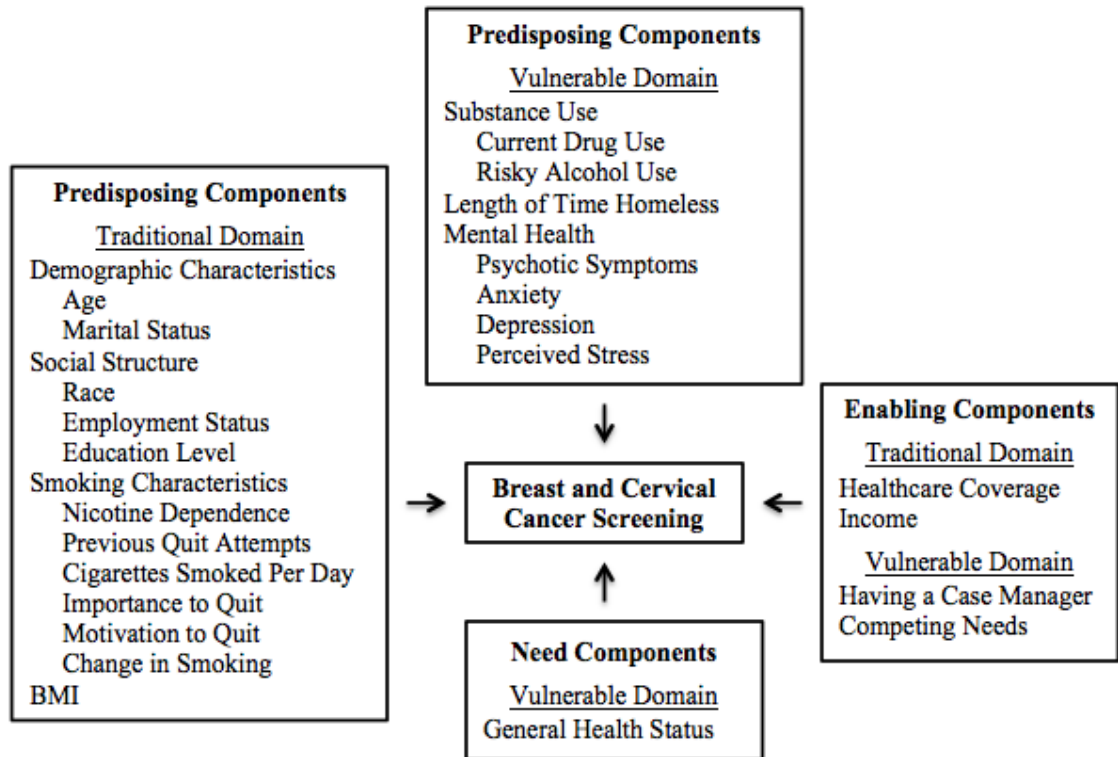 Predisposing Components
Vulnerable Domain
Substance Use
Current Drug Use
Risky Alcohol Use
Length of Time Homeless
Mental Health
Psychotic Symptoms
Anxiety
Depression
Perceived Stress
Predisposing Components
Traditional Domain
Demographic Characteristics
Age
Marital Status
Social Structure
Race
Employment Status
Education Level
Smoking Characteristics
Nicotine Dependence
Previous Quit Attempts
Cigarettes Smoked Per Day
Importance to Quit
Motivation to Quit
Change in Smoking
BMI
Breast and Cervical
Cancer Screening
Enabling Components
Traditional Domain
Healthcare Coverage
Income
Vulnerable Domain
Having a Case Manager
Competing Needs
Need Components
Vulnerable Domain
General Health Status